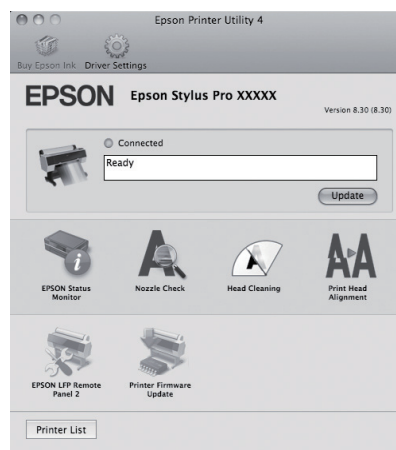 Epson Printer Utility 4
Buy Epson Ink Driver Settings
EPSON Epson Stylus Pro XXXXX
Version 8.30 (8.30)
Connected
Ready
Update
EPSON Status Monitor
Nozzle Check
Head Cleaning
Print Head Alignment
EPSON LFP Remote Panel 2
Printer Firmware Update
Printer List